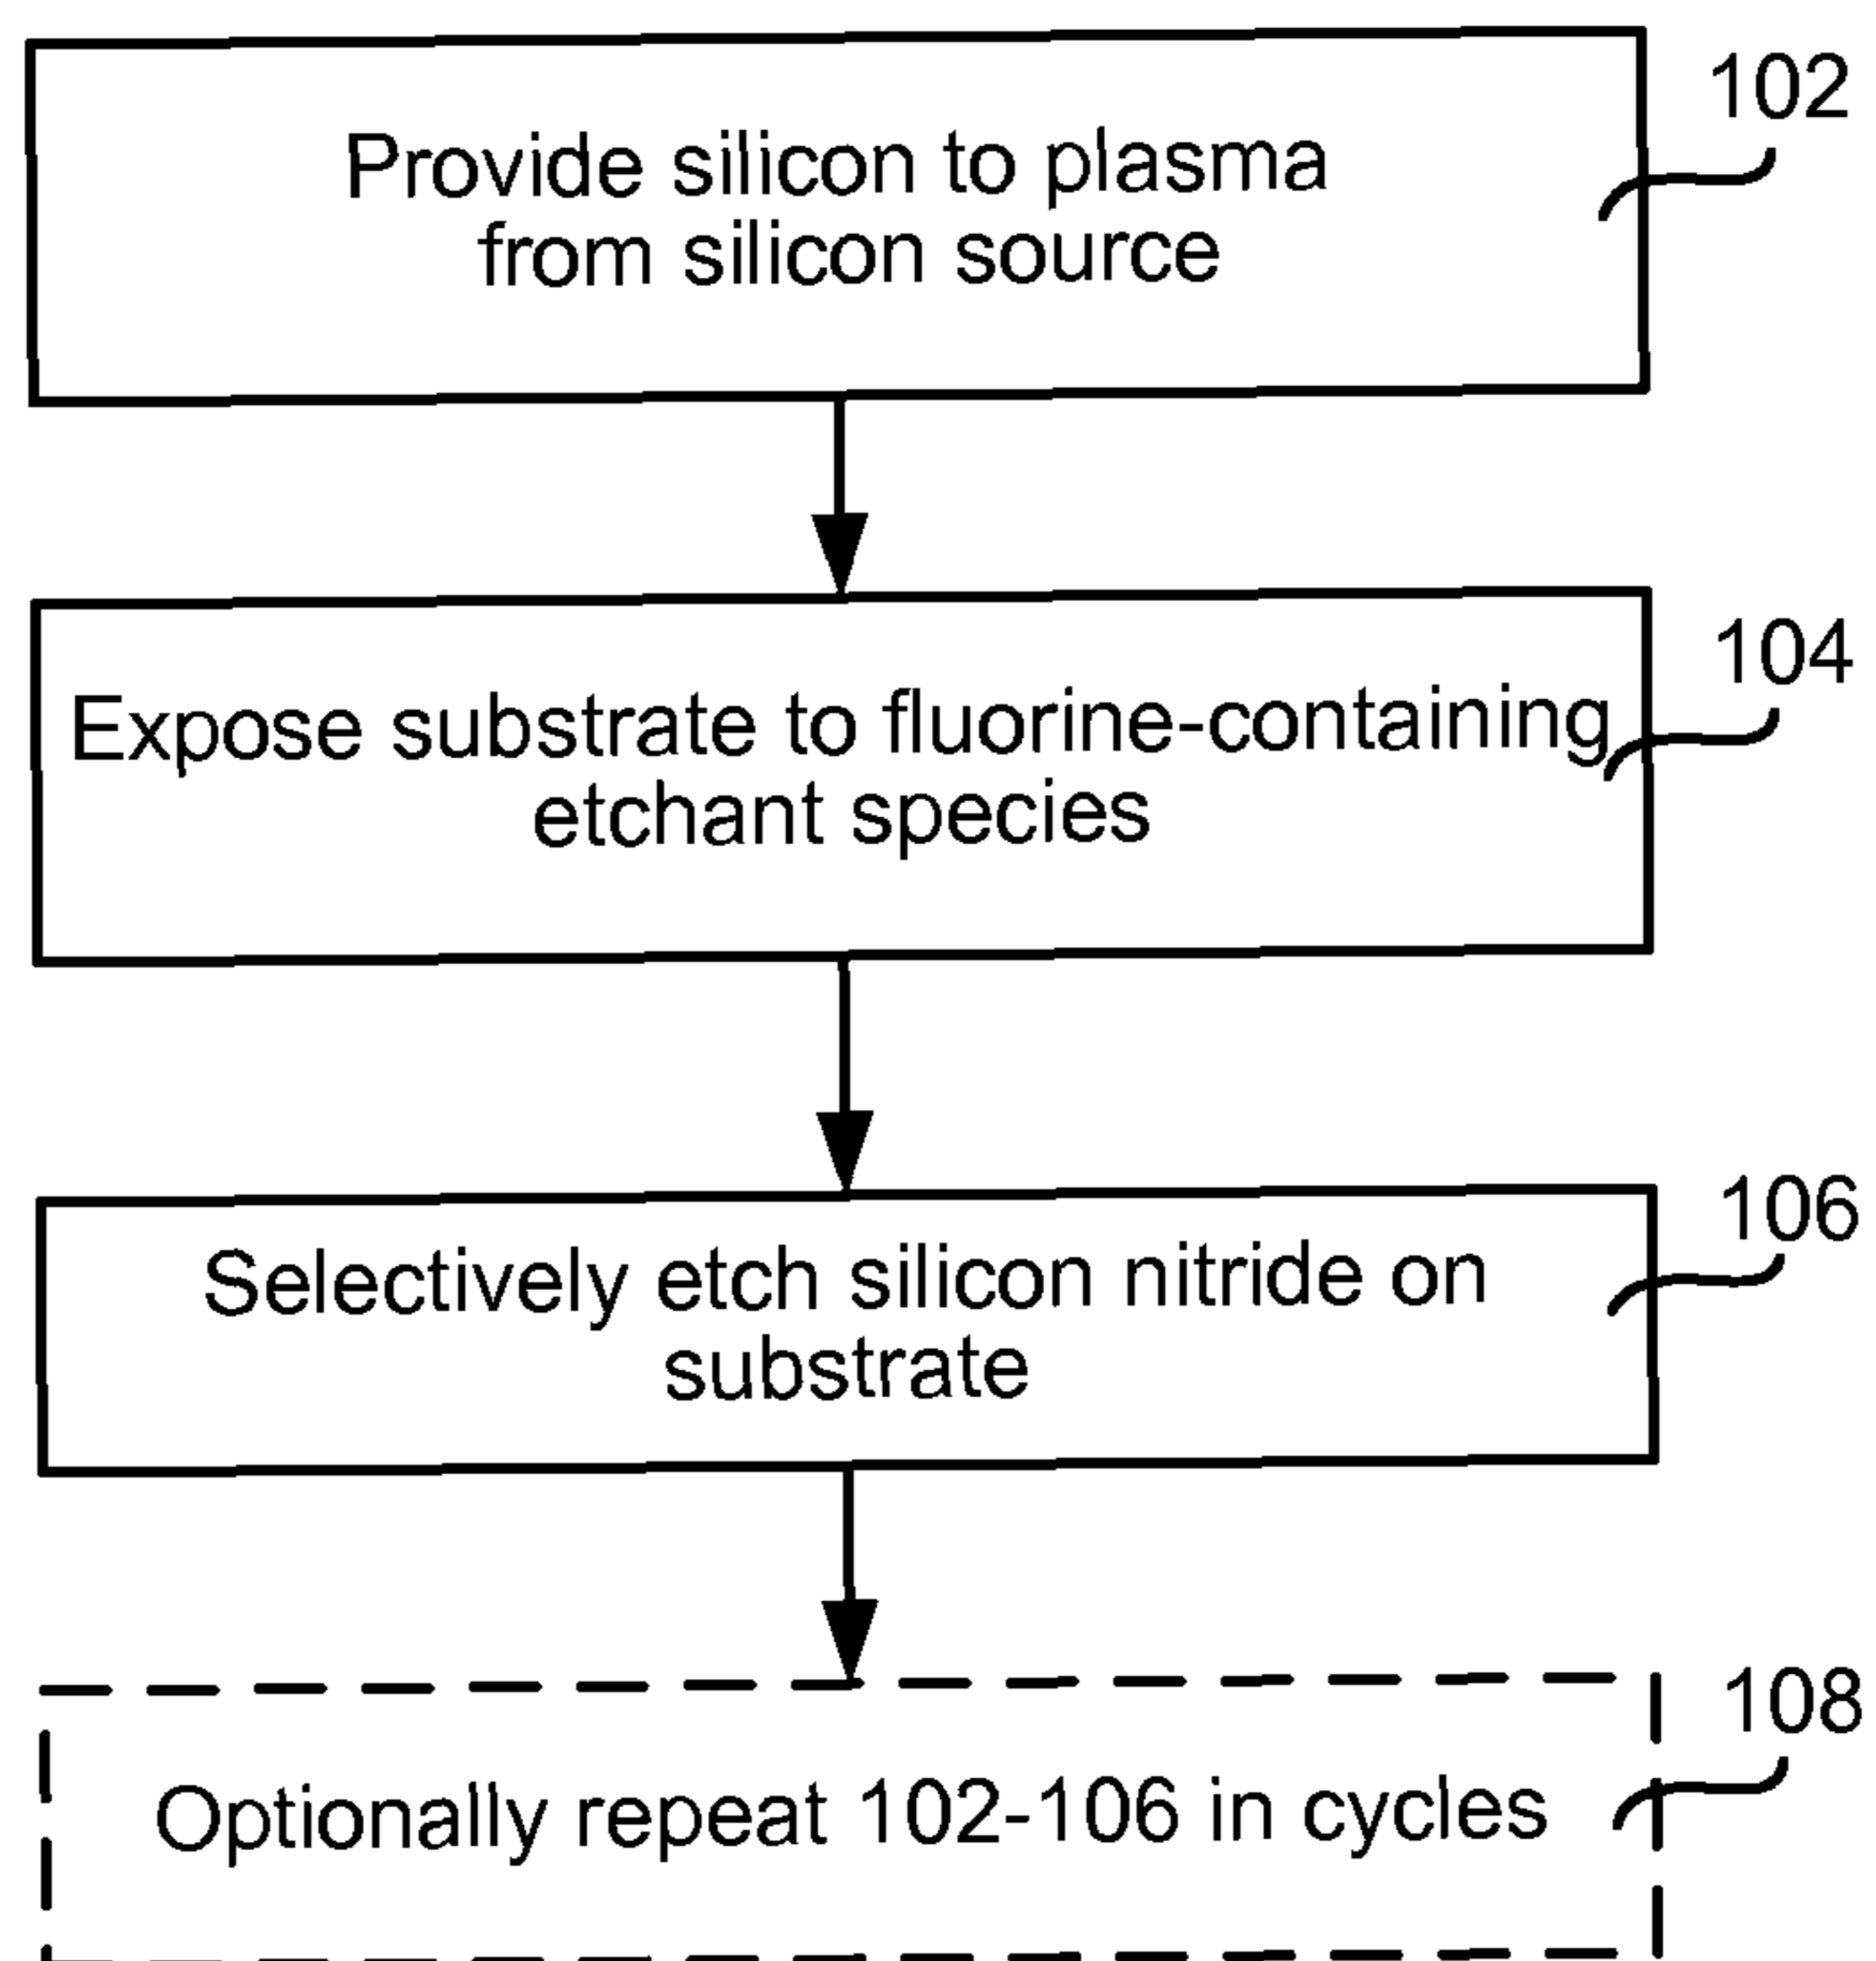 102
Provide silicon to plasma
from silicon source
104
Expose substrate to fluorine-containing
etchant species
106
Selectively etch silicon nitride on
substrate
108
Optionally repeat 102-106 in cycles